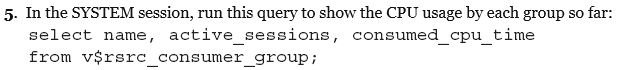 5. In the SYSTEM session, run this query to show the CPU usage by each group so far:
select name, active_sessions, consumed_cpu_time
from v$rsrc_consumer_group;